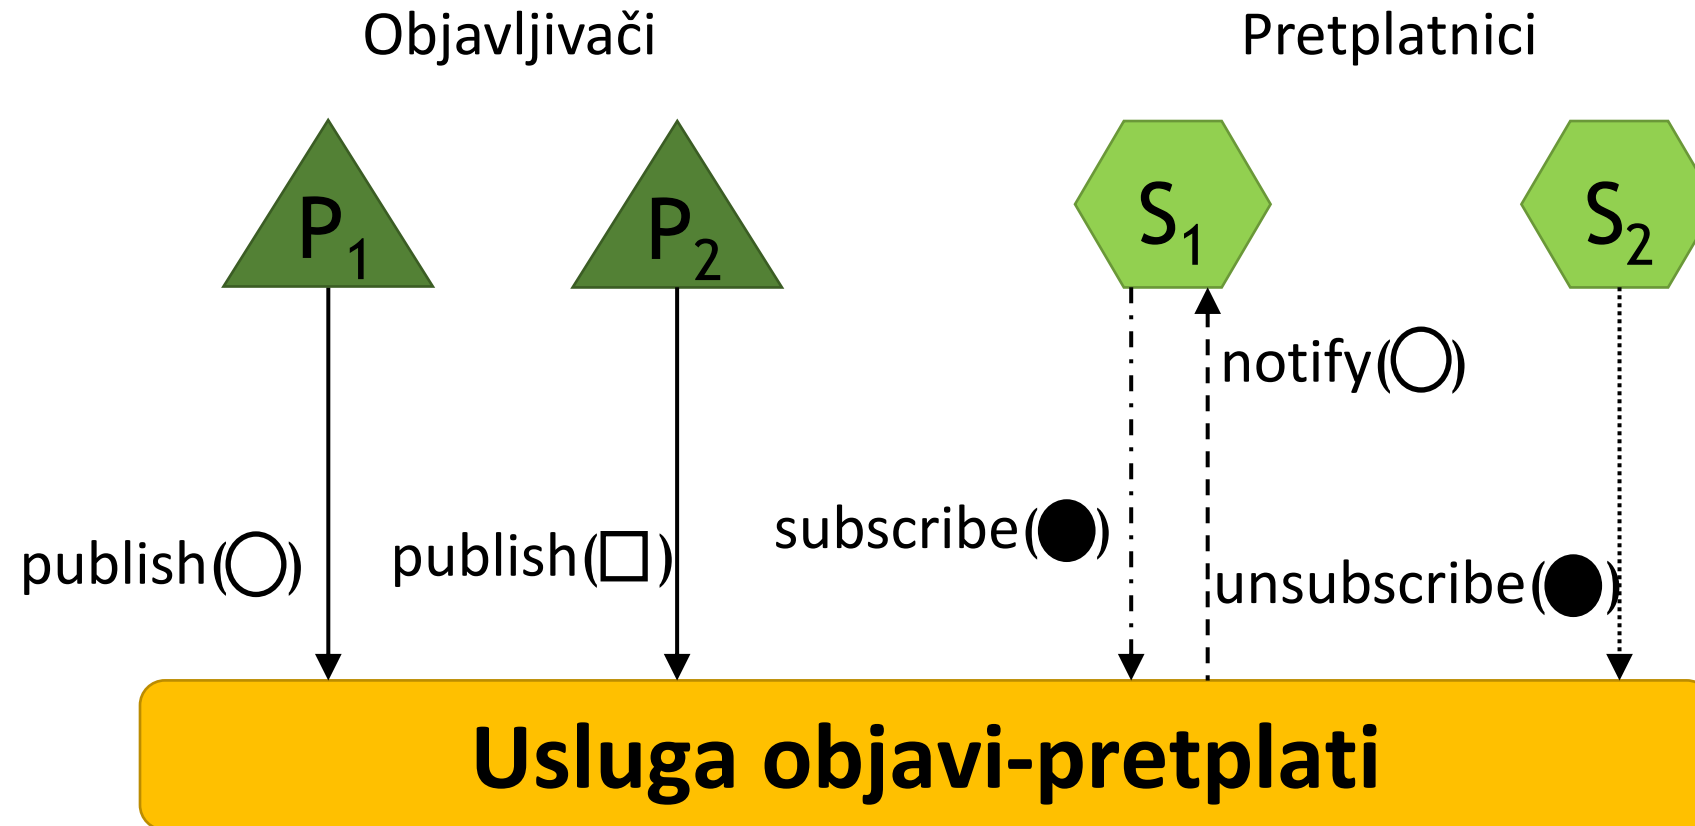 Objavljivači
Pretplatnici
P1
P2
S1
S2
notify( )
subscribe( )
publish( )
publish( )
unsubscribe( )
Usluga objavi-pretplati